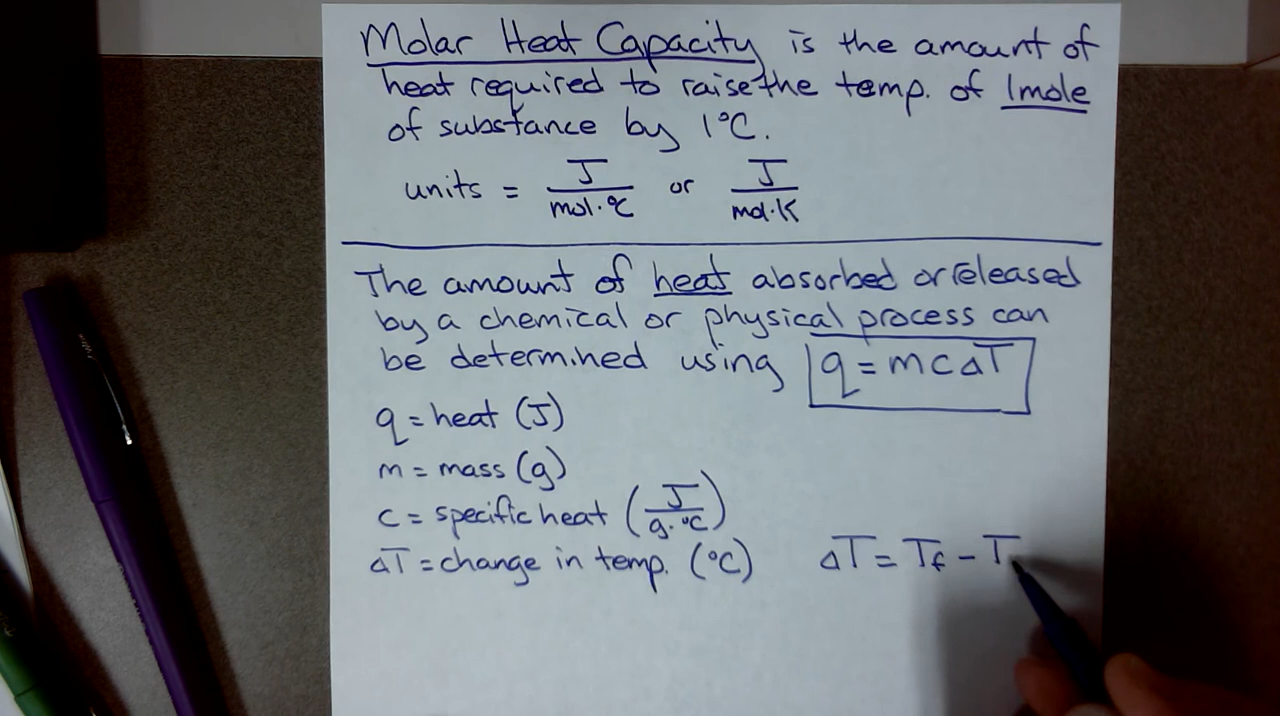 Molar Heat Capacity is the amount of
heat required to raise the temp. of 1mole
of substance by 1°C.
units = J/mol·°C or J/mol·K
The amount of heat absorbed or released
by a chemical or physical process can
be determined using q = mcΔT
q = heat (J)
m = mass (g)
c = specific heat (J/g·°C)
ΔT = change in temp. (°C) ΔT = Tf - T